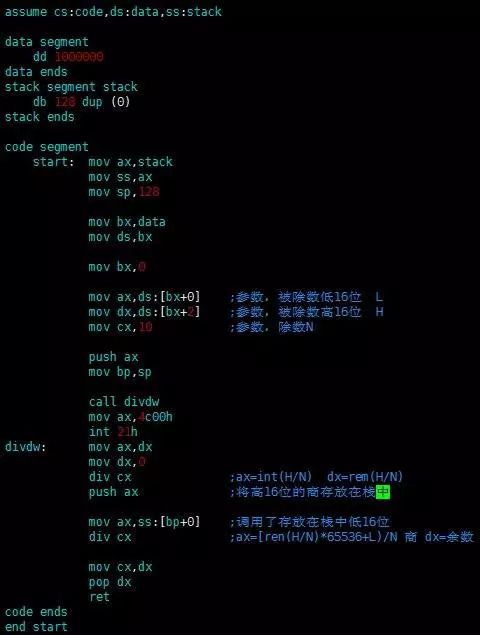 assume cs:code,ds:data,ss:stack
data segment
dd 1000000
data ends
stack segment stack
db 128 dup (0)
stack ends
code segment
start: mov ax,stack
mov ss,ax
mov sp,128
mov bx,data
mov ds,bx
mov bx,0
mov ax,ds:[bx+0] ;参数, 被除数低16位 L
mov dx,ds:[bx+2] ;参数, 被除数高16位 H
mov cx,10 ;参数, 除数N
push ax
mov bp,sp
call divdw
mov ax,4c00h
int 21h
divdw: mov ax,dx
mov dx,0
div cx ;ax=int(H/N) dx=rem(H/N)
push ax ;将高16位的商存放在栈中
mov ax,ss:[bp+0] ;调用了存放在栈中低16位
div cx ;ax=[ren(H/N)*65536+L)/N 商 dx=余数
mov cx,dx
pop dx
ret
code ends
end start